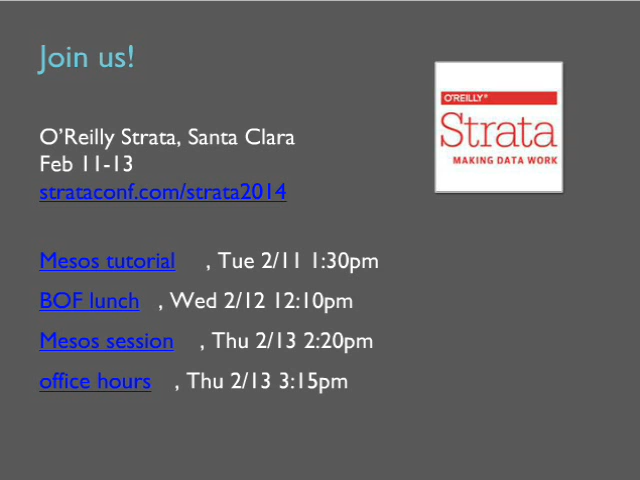 Join us!
O'REILLY®
Strata
MAKING DATA WORK
O'Reilly Strata, Santa Clara
Feb 11-13
strataconf.com/strata2014
Mesos tutorial , Tue 2/11 1:30pm
BOF lunch , Wed 2/12 12:10pm
Mesos session , Thu 2/13 2:20pm
office hours , Thu 2/13 3:15pm